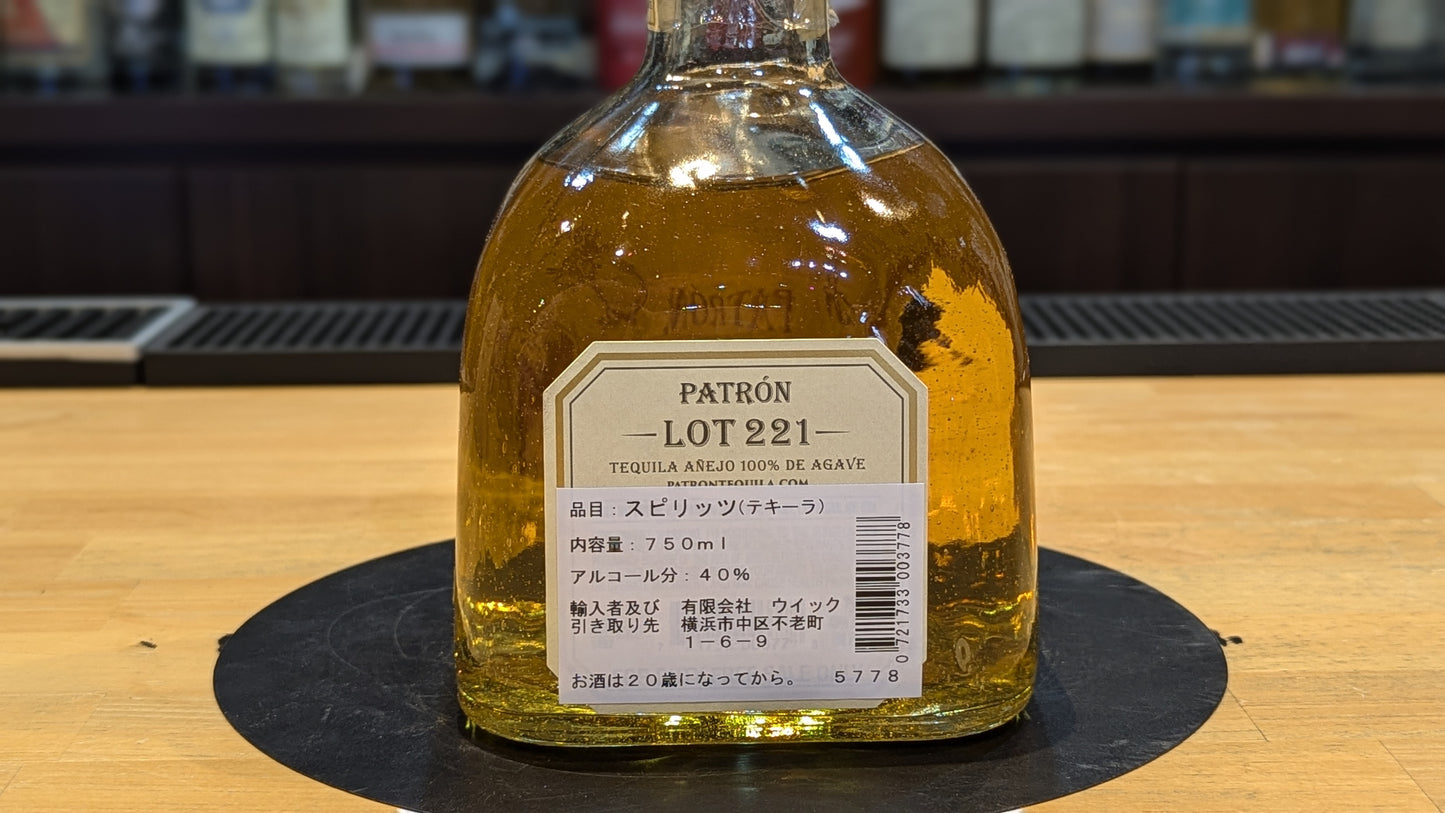 PATRÓN
LOT 221
TEQUILA AÑEJO 100% DE AGAVE
PATRONTEQUILA.COM
品目：スピリッツ(テキーラ)
内容量：７５０ｍｌ
アルコール分：４０％
輸入者及び　有限会社　ウイック
引き取り先　横浜市中区不老町
１－６－９
お酒は２０歳になってから。　５７７８
0 721733 003778